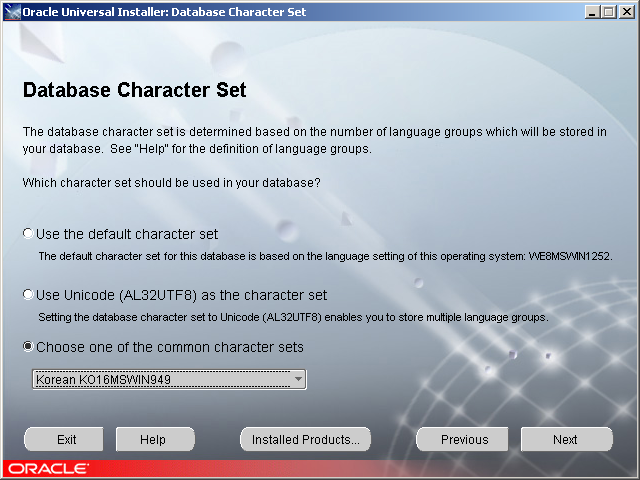 Oracle Universal Installer: Database Character Set
Database Character Set
The database character set is determined based on the number of language groups which will be stored in
your database. See "Help" for the definition of language groups.
Which character set should be used in your database?
Use the default character set
The default character set for this database is based on the language setting of this operating system: WE8MSWIN1252.
Use Unicode (AL32UTF8) as the character set
Setting the database character set to Unicode (AL32UTF8) enables you to store multiple language groups.
Choose one of the common character sets
Korean KO16MSWIN949
Exit Help Installed Products... Previous Next
ORACLE